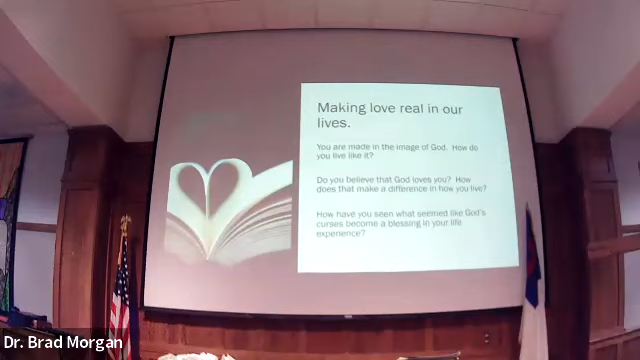 Making love real in our
lives.
You are made in the image of God. How do
you live like it?
Do you believe that God loves you? How
does that make a difference in how you live?
How have you seen what seemed like God's
curses become a blessing in your life
experience?
Dr. Brad Morgan